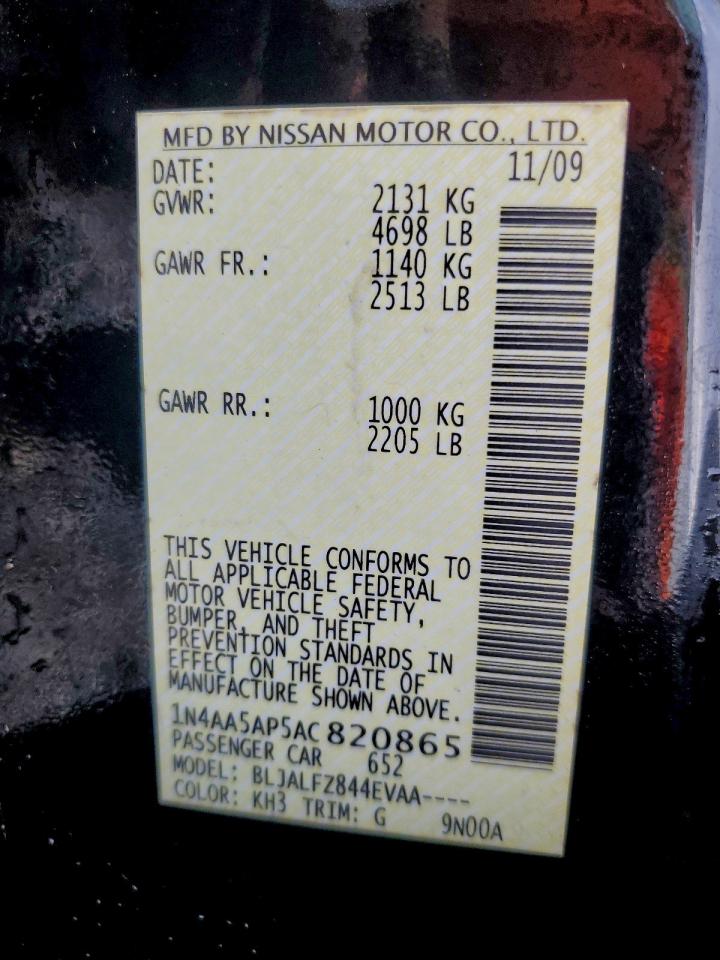 MFD BY NISSAN MOTOR CO., LTD.
DATE: 11/09
GVWR: 2131 KG
4698 LB
GAWR FR.: 1140 KG
2513 LB
GAWR RR.: 1000 KG
2205 LB
THIS VEHICLE CONFORMS TO
ALL APPLICABLE FEDERAL
MOTOR VEHICLE SAFETY,
BUMPER, AND THEFT
PREVENTION STANDARDS IN
EFFECT ON THE DATE OF
MANUFACTURE SHOWN ABOVE.
1N4AA5AP5AC820865
PASSENGER CAR 652
MODEL: BLJALFZ844EVAA----
COLOR: KH3 TRIM: G 9N00A